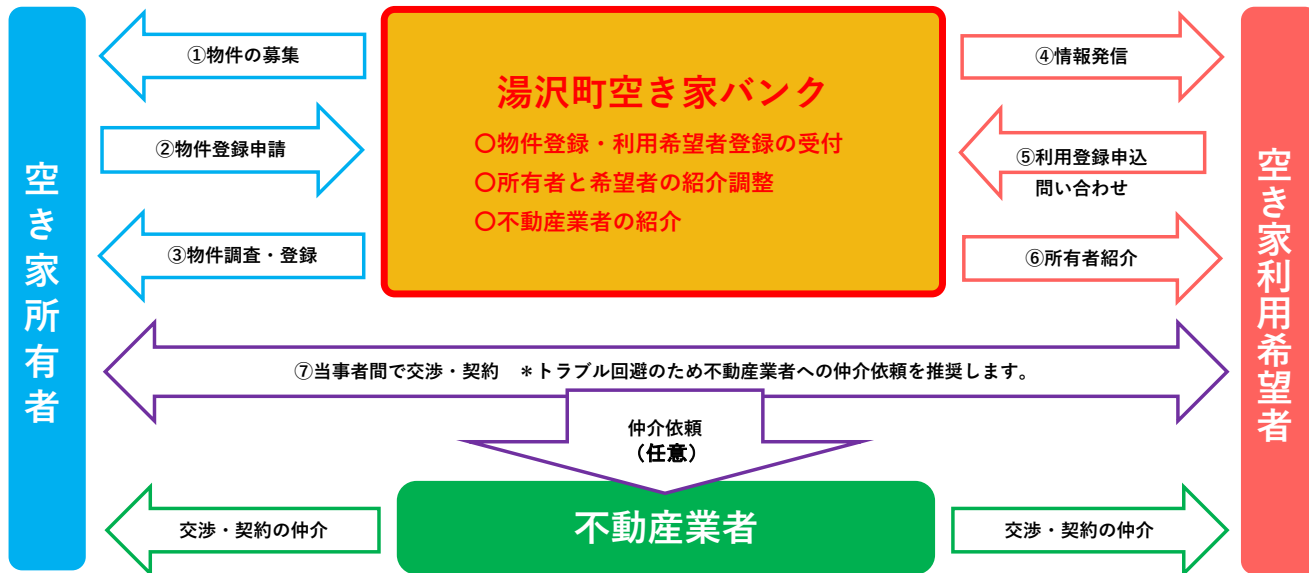 空き家所有者
①物件の募集
②物件登録申請
③物件調査・登録
湯沢町空き家バンク
〇物件登録・利用希望者登録の受付
〇所有者と希望者の紹介調整
〇不動産業者の紹介
④情報発信
⑤利用登録申込
問い合わせ
⑥所有者紹介
空き家利用希望者
⑦当事者間で交渉・契約　＊トラブル回避のため不動産業者への仲介依頼を推奨します。
仲介依頼
（任意）
交渉・契約の仲介
不動産業者
交渉・契約の仲介